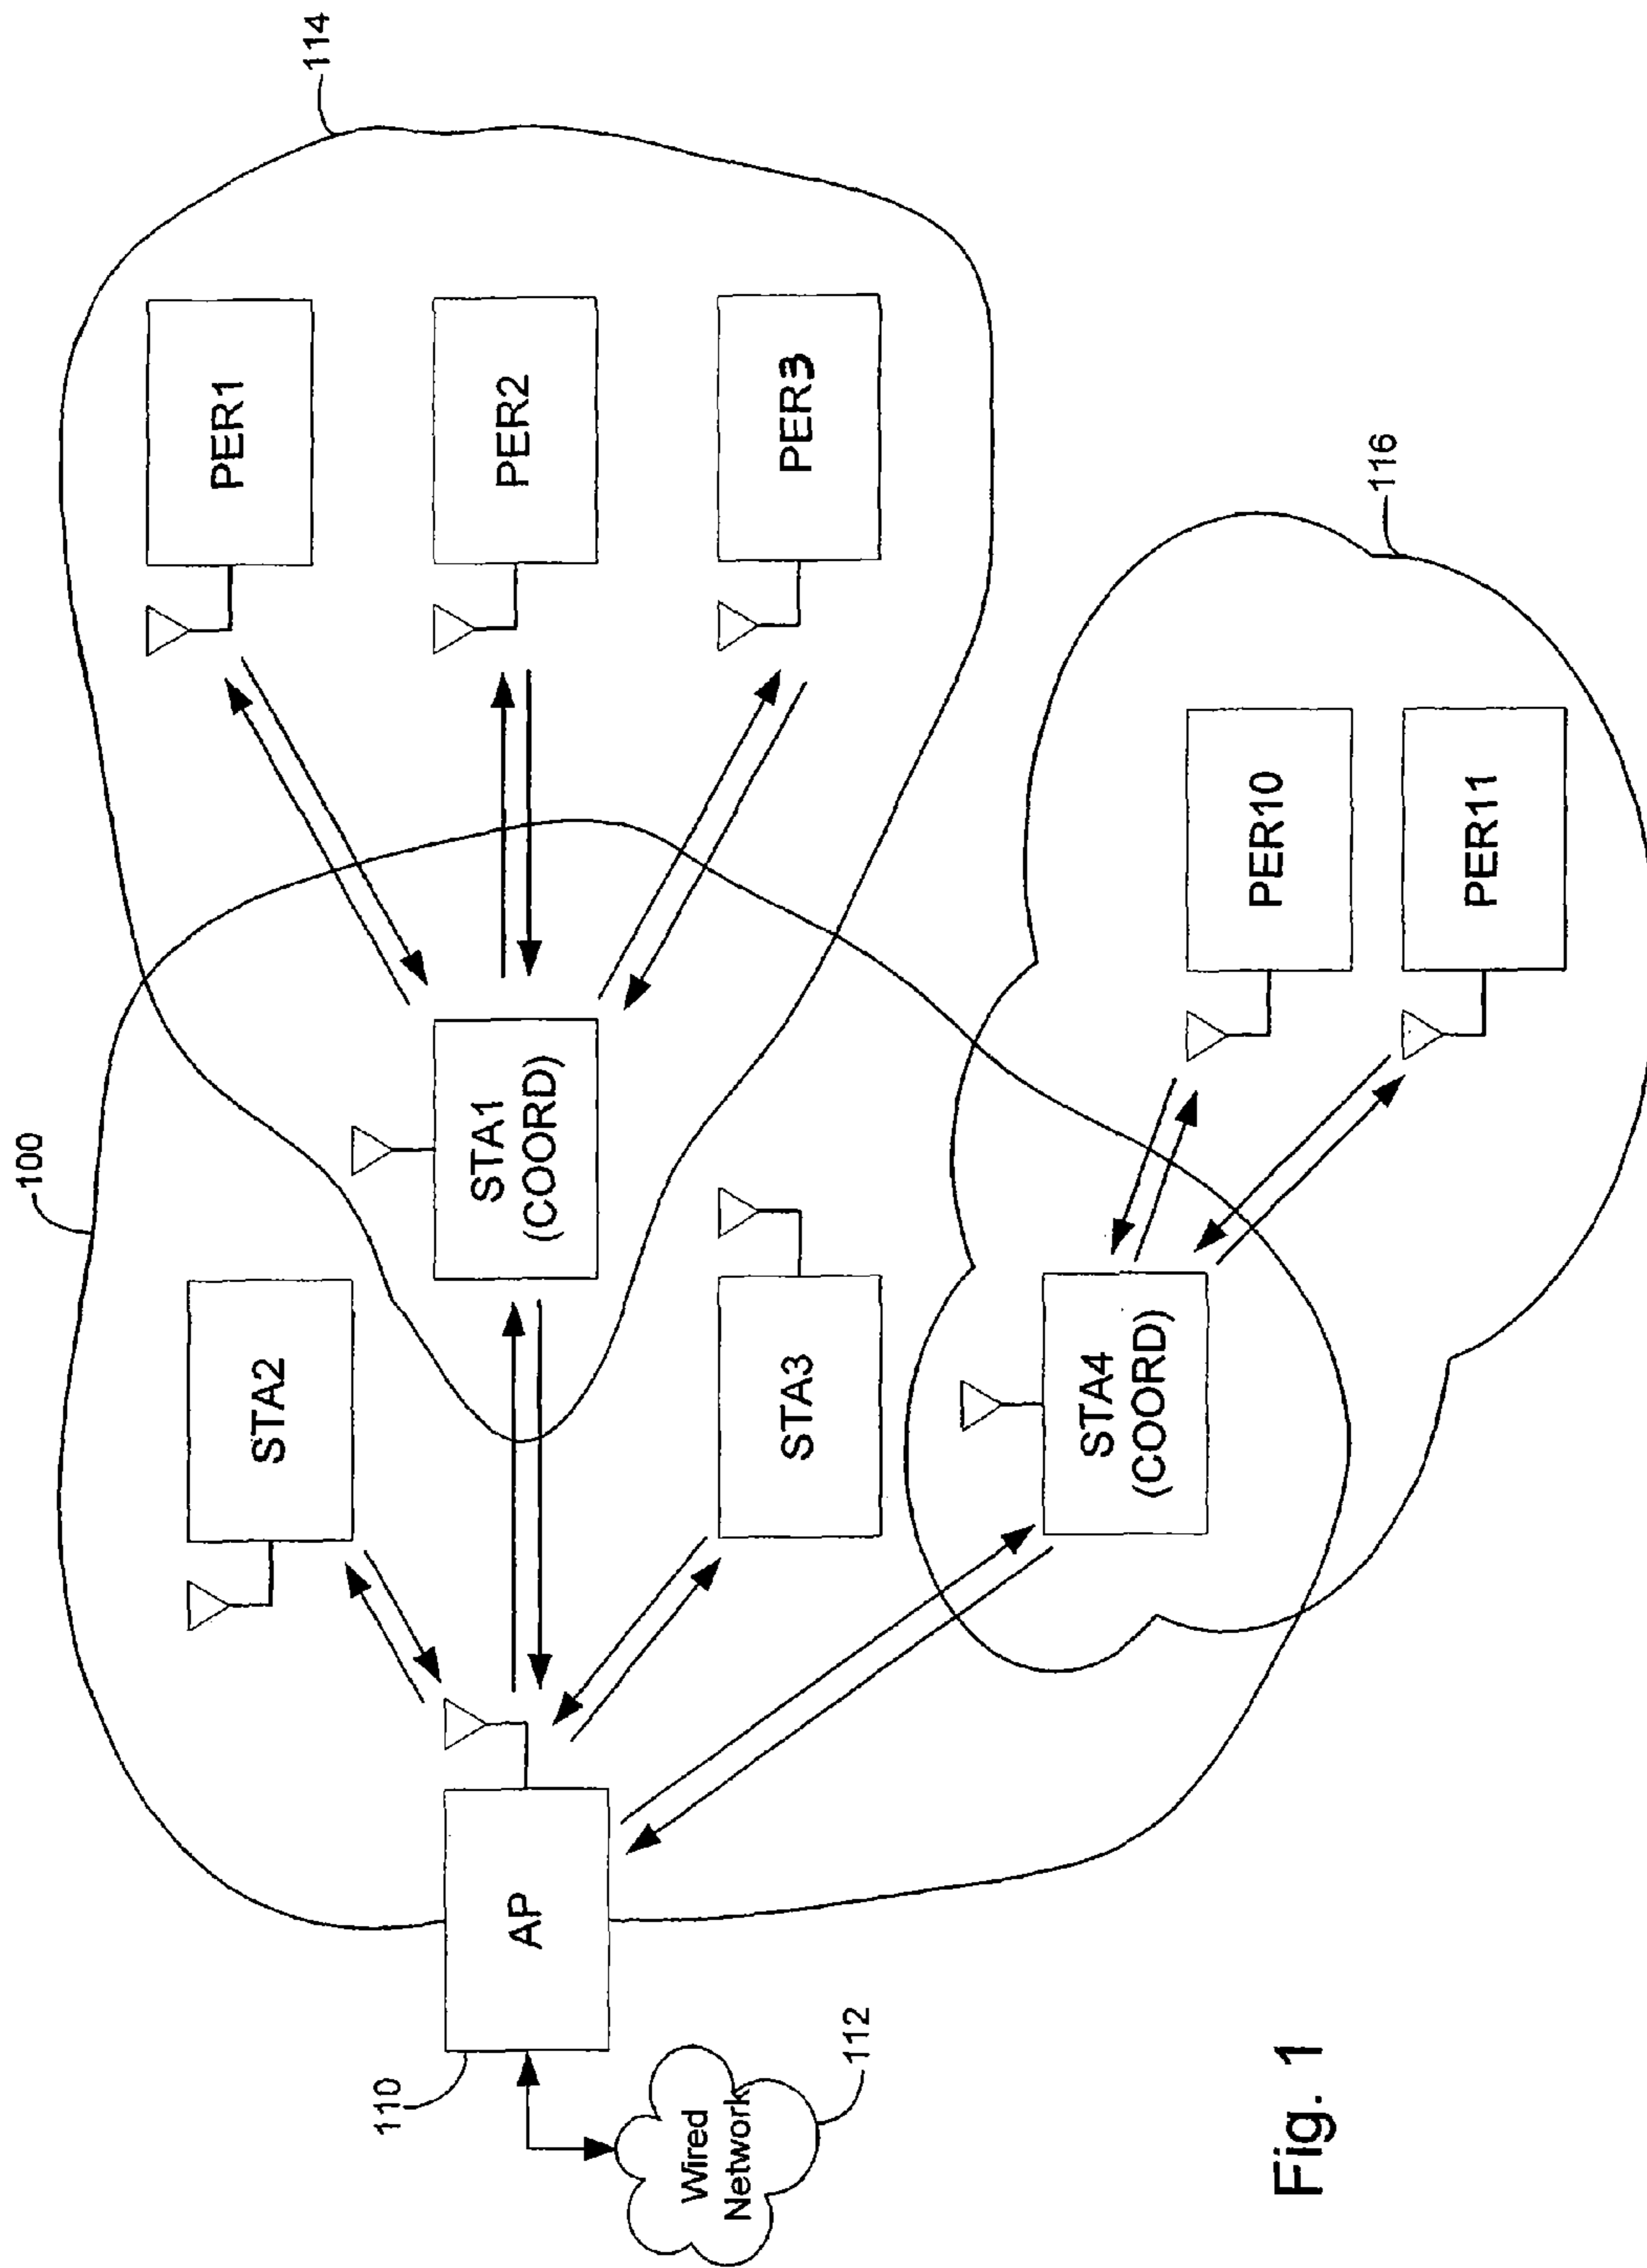 100
114
STA2
PER1
STA1
(COORD)
PER2
110
AP
STA3
PER3
Wired
Network
112
STA4
(COORD)
PER10
PER11
116
Fig. 1